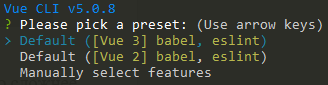 Vue CLI v5.0.8
? Please pick a preset: (Use arrow keys)
> Default ([Vue 3] babel, eslint)
Default ([Vue 2] babel, eslint)
Manually select features